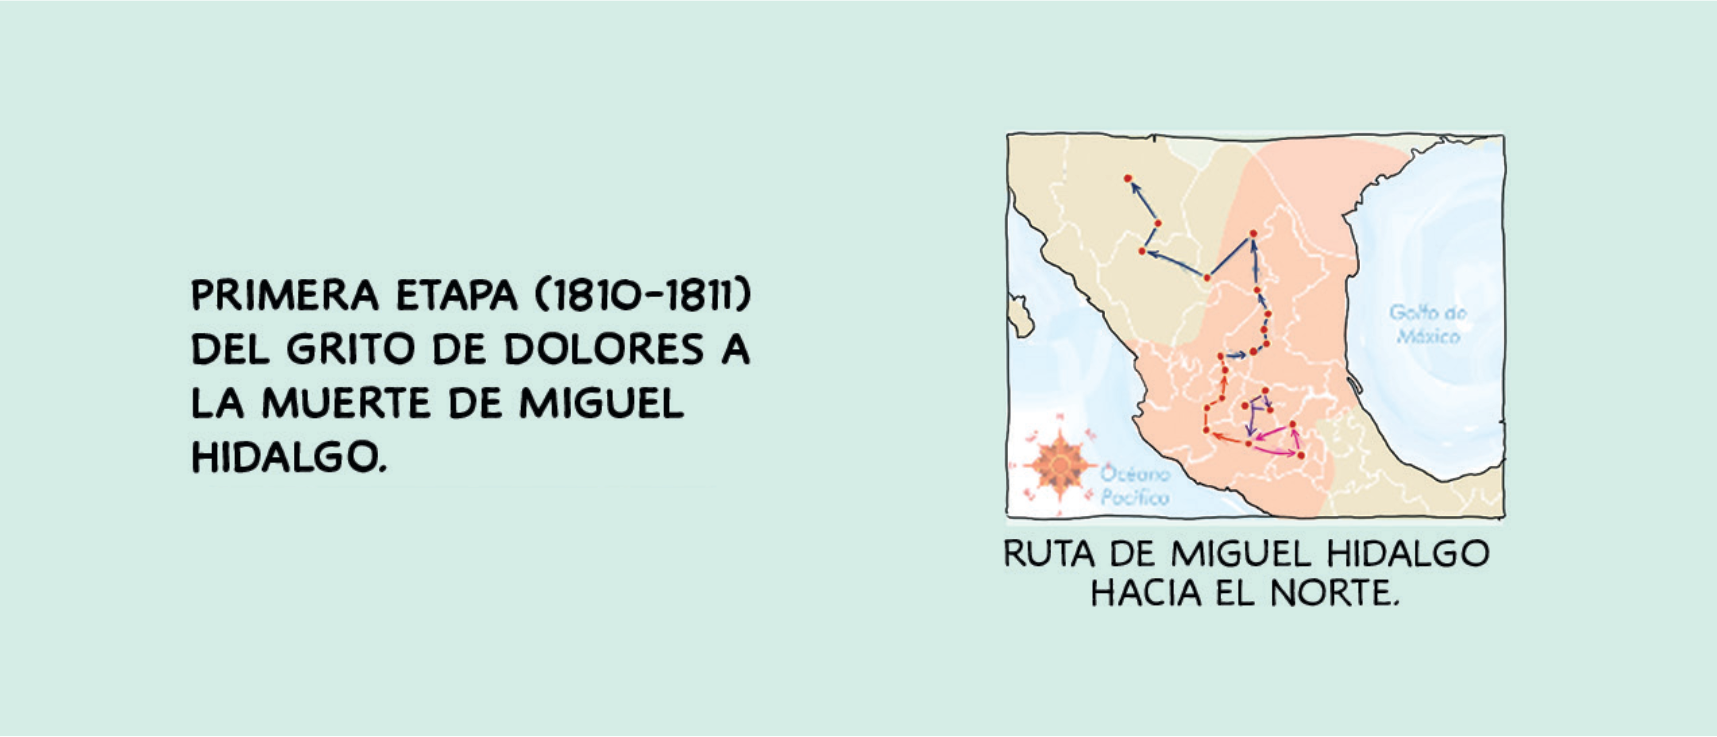 PRIMERA ETAPA (1810-1811)
DEL GRITO DE DOLORES A
LA MUERTE DE MIGUEL
HIDALGO.
Golfo de
México
Océano
Pacífico
RUTA DE MIGUEL HIDALGO
HACIA EL NORTE.